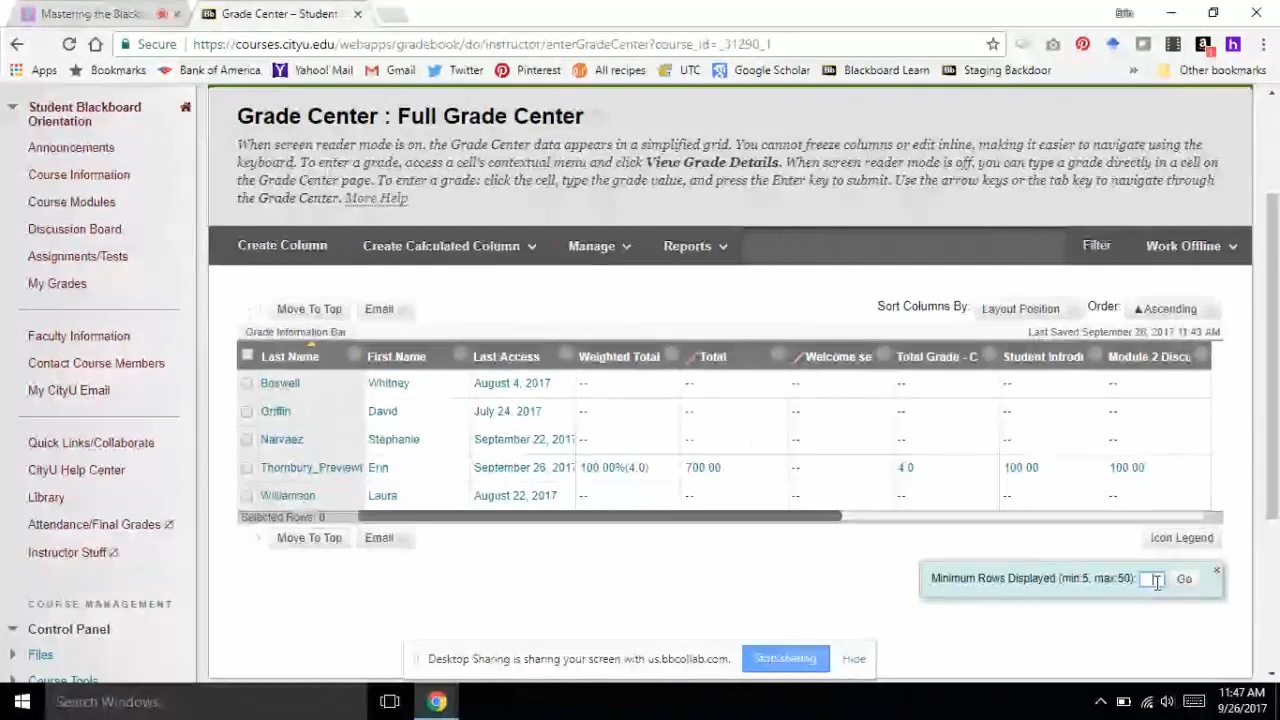 Mastering the Black
Grade Center – Student
Secure
https://courses.cityu.edu/webapps/gradebook/do/instructor/enterGradeCenter?course_id=_31290_1
Apps
Bookmarks
Bank of America
Yahoo! Mail
Gmail
Twitter
Pinterest
All recipes
UTC
Google Scholar
Blackboard Learn
Staging Backdoor
Other bookmarks
Student Blackboard
Orientation
Announcements
Course Information
Course Modules
Discussion Board
Assignments/Tests
My Grades
Faculty Information
Contact Course Members
My CityU Email
Quick Links/Collaborate
CityU Help Center
Library
Attendance/Final Grades
Instructor Stuff
COURSE MANAGEMENT
Control Panel
Files
Course Tools
Grade Center : Full Grade Center
When screen reader mode is on, the Grade Center data appears in a simplified grid. You cannot freeze columns or edit inline, making it easier to navigate using the
keyboard. To enter a grade, access a cell's contextual menu and click View Grade Details. When screen reader mode is off, you can type a grade directly in a cell on
the Grade Center page. To enter a grade: click the cell, type the grade value, and press the Enter key to submit. Use the arrow keys or the tab key to navigate through
the Grade Center. More Help
Create Column
Create Calculated Column
Manage
Reports
Filter
Work Offline
Move To Top
Email
Sort Columns By:
Layout Position
Order:
▲Ascending
Grade Information Bar
Last Saved:September 26, 2017 11:43 AM
Last Name First Name Last Access Weighted Total Total Welcome se Total Grade - C Student Introdu Module 2 Discu
Boswell Whitney August 4, 2017 -- -- -- -- -- --
Griffin David July 24, 2017 -- -- -- -- -- --
Narvaez Stephanie September 22, 2017 -- -- -- -- -- --
Thornbury_PreviewU Erin September 26, 2017 100.00%(4.0) 700.00 -- 4.0 100.00 100.00
Williamson Laura August 22, 2017 -- -- -- -- -- --
Selected Rows: 0
Move To Top
Email
Icon Legend
Minimum Rows Displayed (min:5, max:50):
Go
Desktop Sharing is sharing your screen with us.bbcollab.com.
Stop sharing
Hide
Search Windows
11:47 AM
9/26/2017